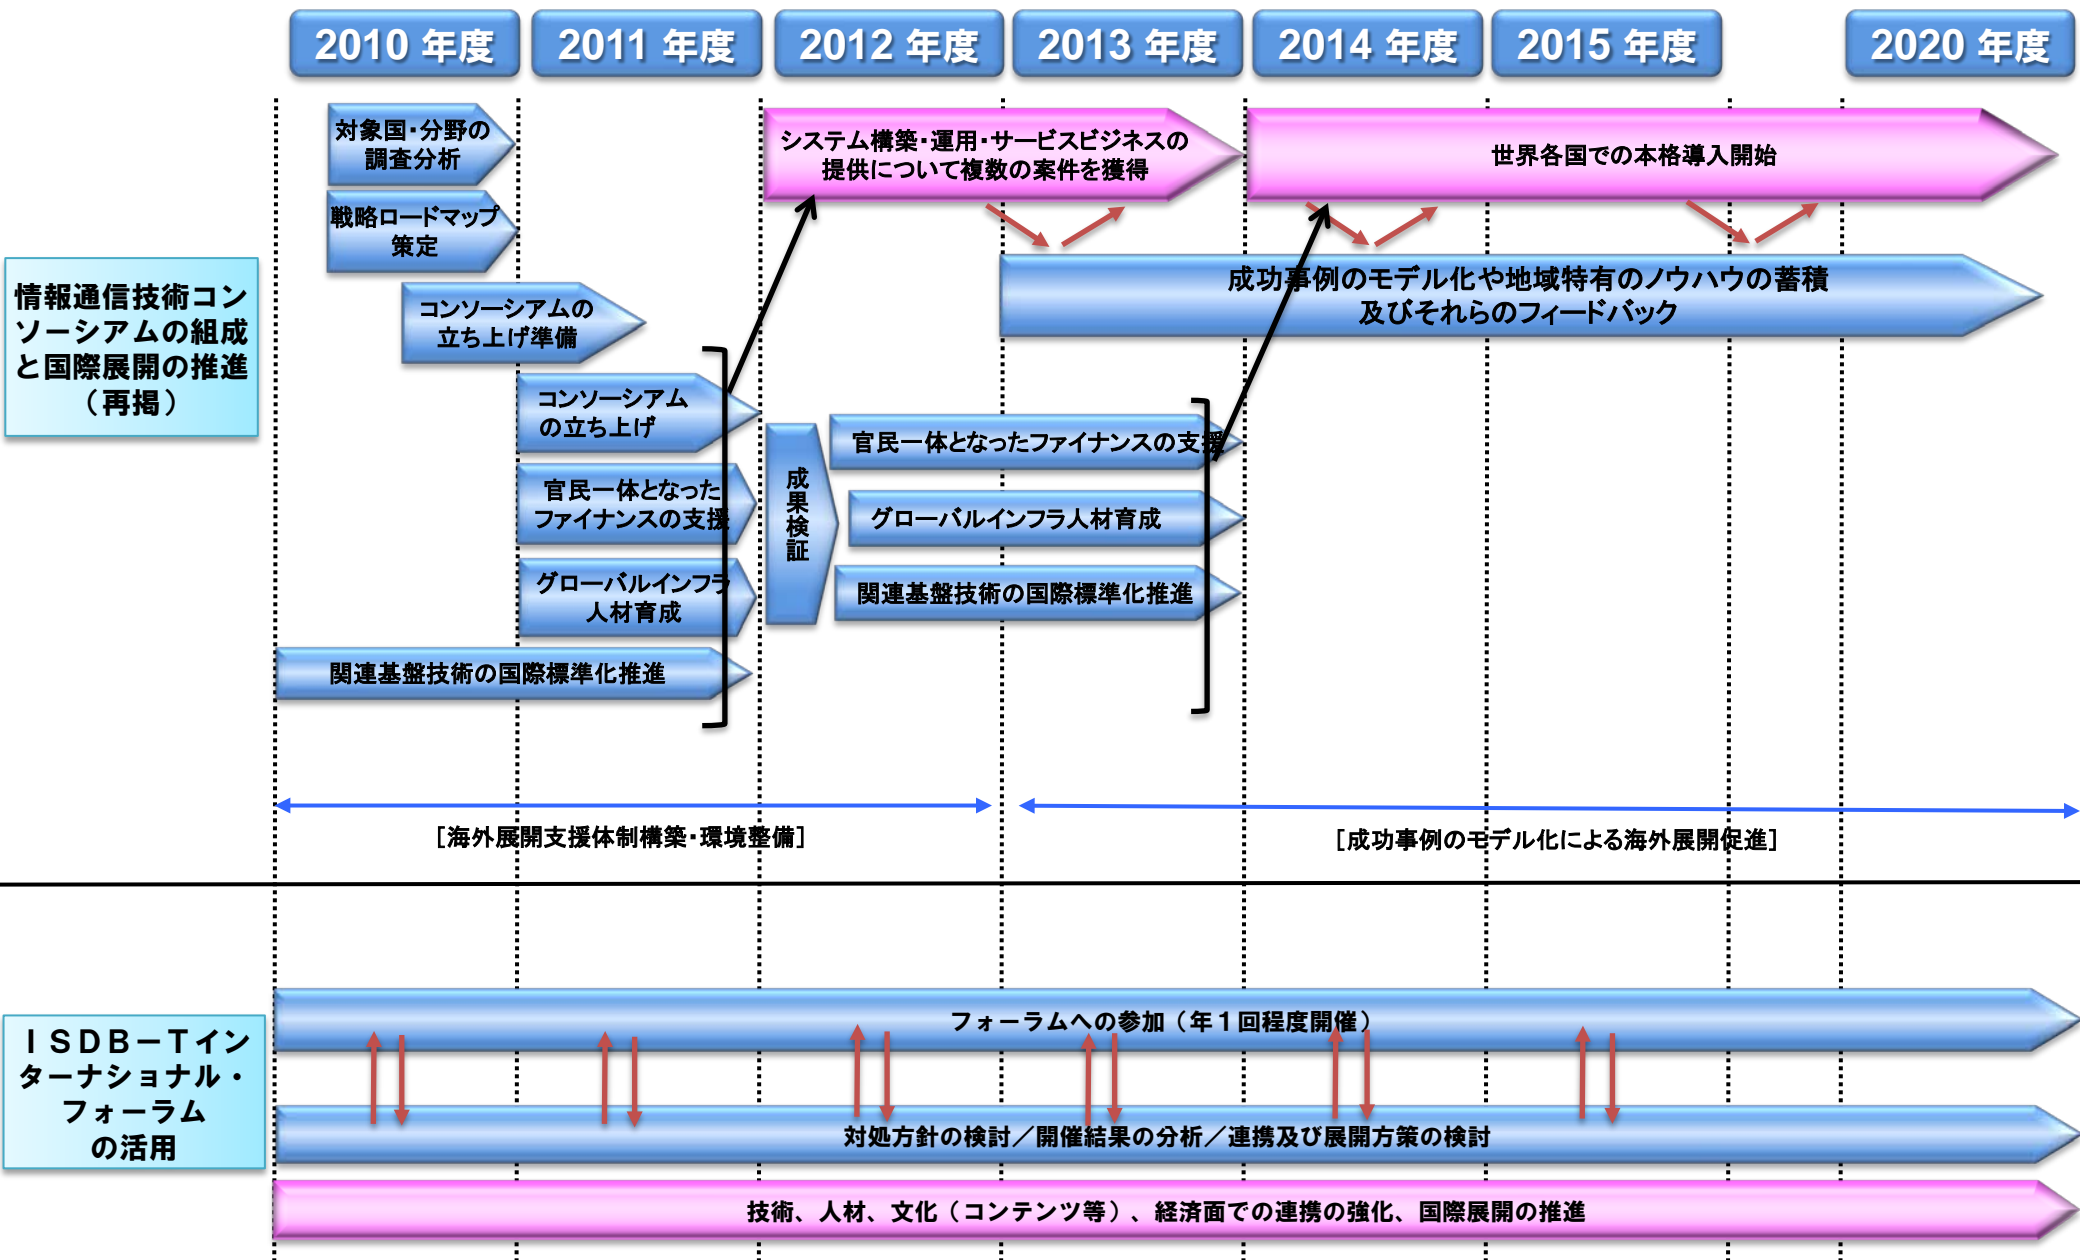 2010 年度
2011 年度
2012 年度
2013 年度
2014 年度
2015 年度
2020 年度
対象国・分野の
調査分析
戦略ロードマップ
策定
コンソーシアムの
立ち上げ準備
システム構築・運用・サービスビジネスの
提供について複数の案件を獲得
世界各国での本格導入開始
成功事例のモデル化や地域特有のノウハウの蓄積
及びそれらのフィードバック
情報通信技術コン
ソーシアムの組成
と国際展開の推進
（再掲）
コンソーシアム
の立ち上げ
官民一体となった
ファイナンスの支援
グローバルインフラ
人材育成
関連基盤技術の国際標準化推進
成果検証
官民一体となったファイナンスの支援
グローバルインフラ人材育成
関連基盤技術の国際標準化推進
［海外展開支援体制構築・環境整備］
［成功事例のモデル化による海外展開促進］
ＩＳＤＢ－Ｔイン
ターナショナル・
フォーラム
の活用
フォーラムへの参加（年１回程度開催）
対処方針の検討／開催結果の分析／連携及び展開方策の検討
技術、人材、文化（コンテンツ等）、経済面での連携の強化、国際展開の推進